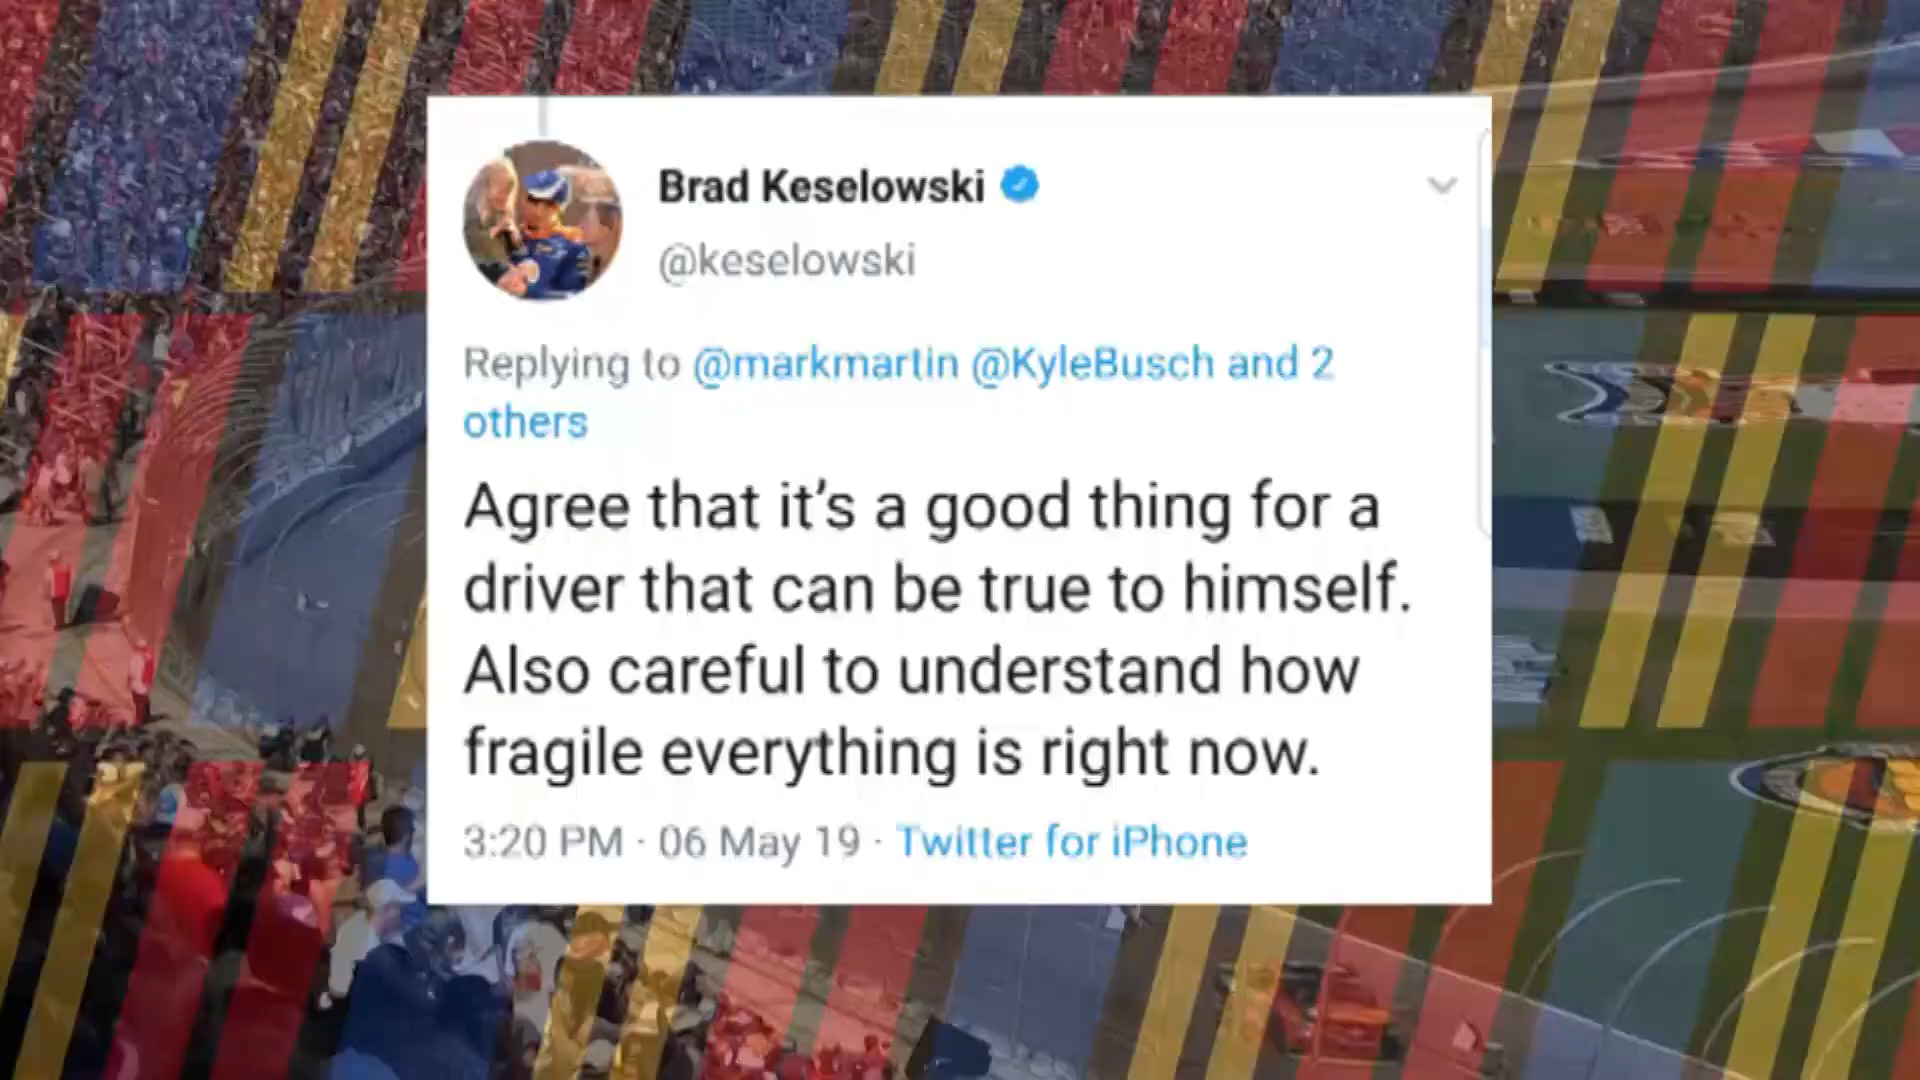 Brad Keselowski
@keselowski
Replying to @markmartin @KyleBusch and 2
others
Agree that it's a good thing for a
driver that can be true to himself.
Also careful to understand how
fragile everything is right now.
3:20 PM · 06 May 19 · Twitter for iPhone